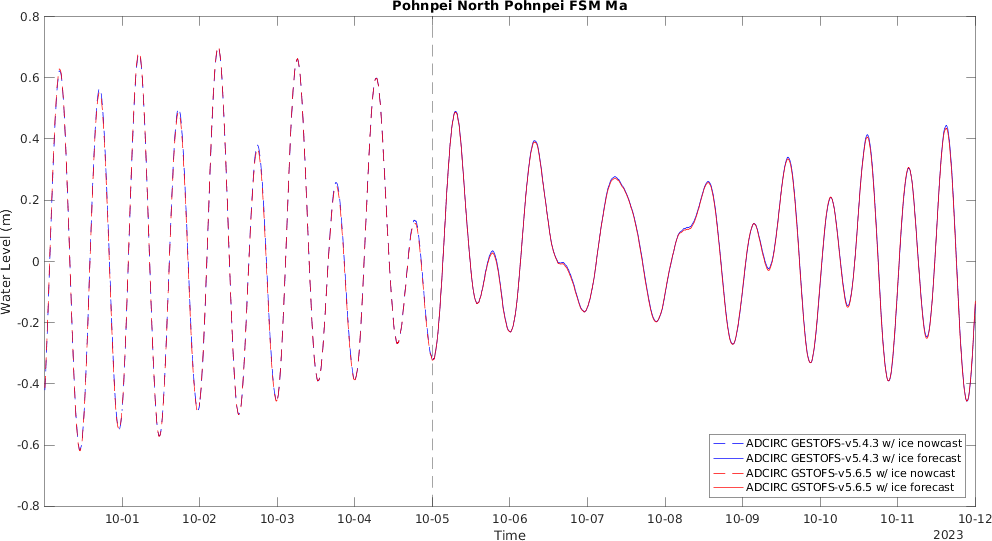 Pohnpei North Pohnpei FSM Ma
0.8
0.6
0.4
0.2
0
-0.2
-0.4
-0.6
-0.8
Water Level (m)
ADCIRC GESTOFS-v5.4.3 w/ ice nowcast
ADCIRC GESTOFS-v5.4.3 w/ ice forecast
ADCIRC GSTOFS-v5.6.5 w/ ice nowcast
ADCIRC GSTOFS-v5.6.5 w/ ice forecast
10-01 10-02 10-03 10-04 10-05 10-06 10-07 10-08 10-09 10-10 10-11 10-12
Time
2023